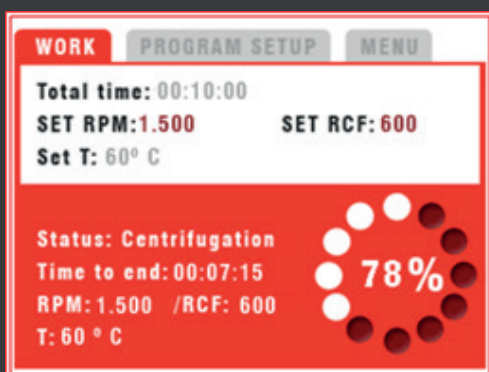 WORK PROGRAM SETUP MENU
Total time: 00:10:00
SET RPM:1.500 SET RCF: 600
Set T: 60º C
Status: Centrifugation
Time to end: 00:07:15
RPM: 1.500 /RCF: 600
T: 60 º C
78%